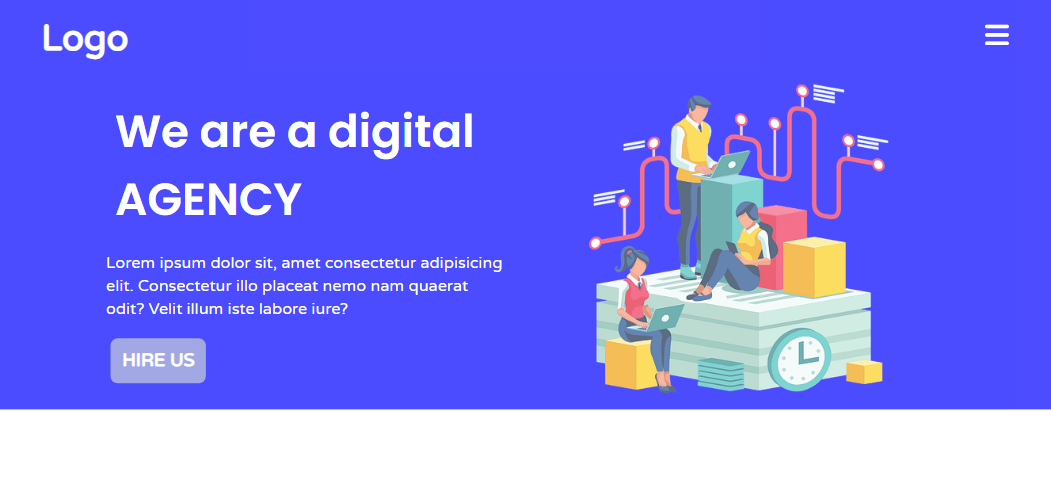 Logo
We are a digital
AGENCY
Lorem ipsum dolor sit, amet consectetur adipisicing
elit. Consectetur illo placeat nemo nam quaerat
odit? Velit illum iste labore iure?
HIRE US